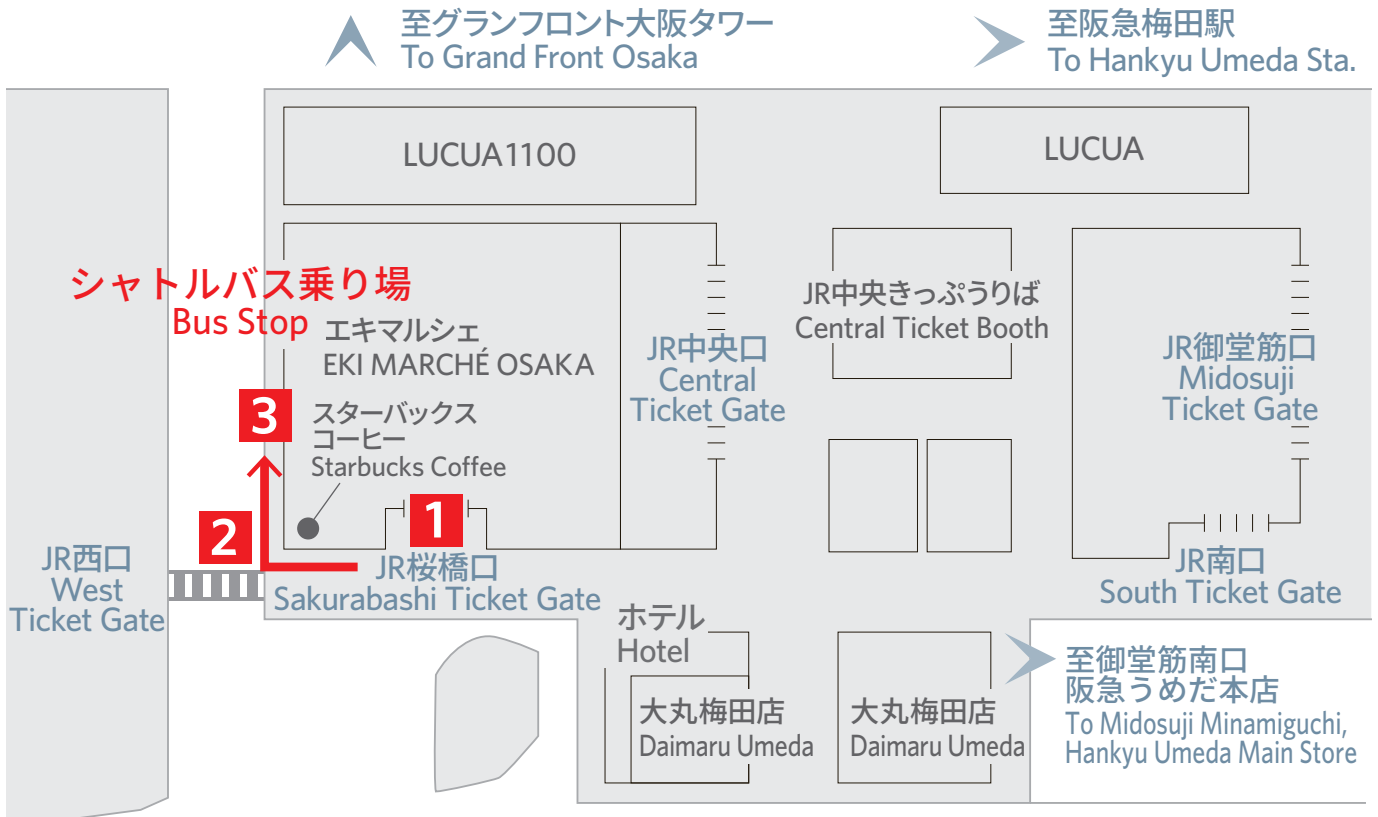 至グランフロント大阪タワー
To Grand Front Osaka
至阪急梅田駅
To Hankyu Umeda Sta.
LUCUA1100
LUCUA
シャトルバス乗り場
Bus Stop
エキマルシェ
EKI MARCHÉ OSAKA
JR中央口
Central
Ticket Gate
JR中央きっぷうりば
Central Ticket Booth
JR御堂筋口
Midosuji
Ticket Gate
3
スターバックス
コーヒー
Starbucks Coffee
1
2
JR西口
West
Ticket Gate
JR桜橋口
Sakurabashi Ticket Gate
JR南口
South Ticket Gate
ホテル
Hotel
大丸梅田店
Daimaru Umeda
大丸梅田店
Daimaru Umeda
至御堂筋南口
阪急うめだ本店
To Midosuji Minamiguchi,
Hankyu Umeda Main Store